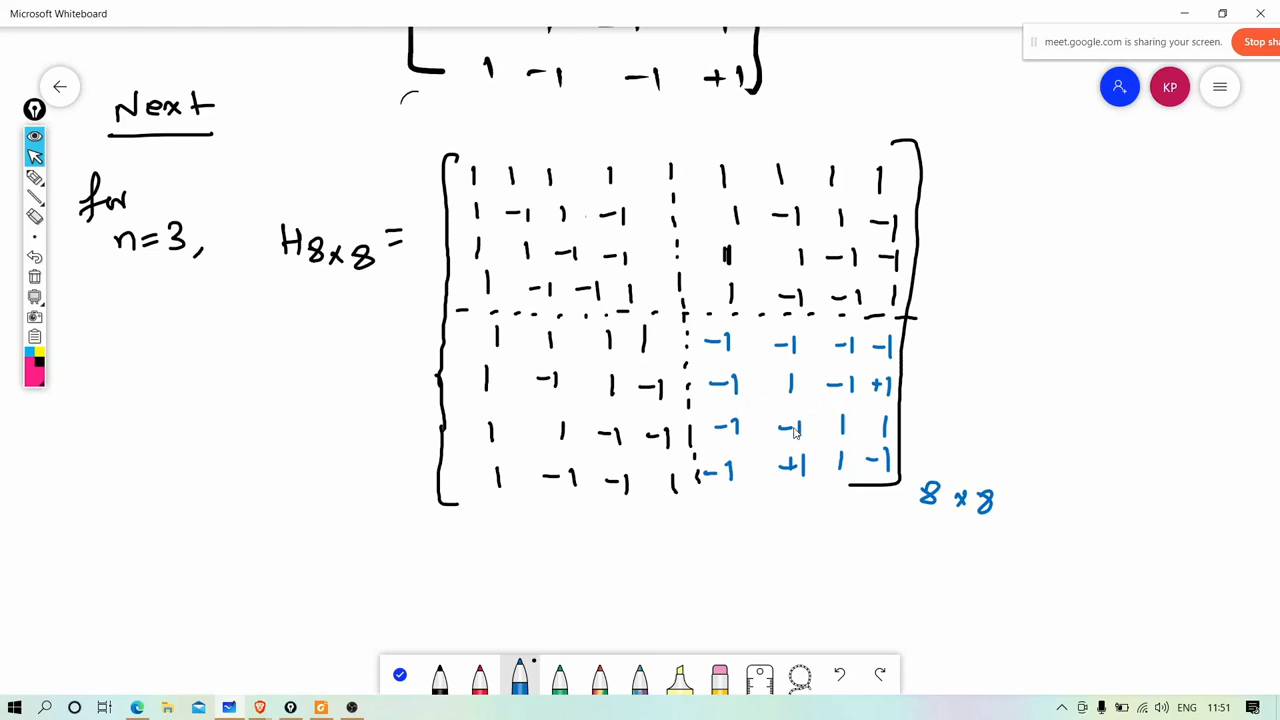 Microsoft Whiteboard
meet.google.com is sharing your screen.
Stop sha
KP
1 -1 -1 +1
Next
for
n=3,
H8x8 =
1 1 1 1 1 1 1 1
1 -1 1 -1 1 -1 1 -1
1 1 -1 -1 1 1 -1 -1
1 -1 -1 1 1 -1 -1 1
1 1 1 1 -1 -1 -1 -1
1 -1 1 -1 -1 1 -1 +1
1 1 -1 -1 -1 -1 1 1
1 -1 -1 1 -1 +1 1 -1
8 x 8
ENG
11:51